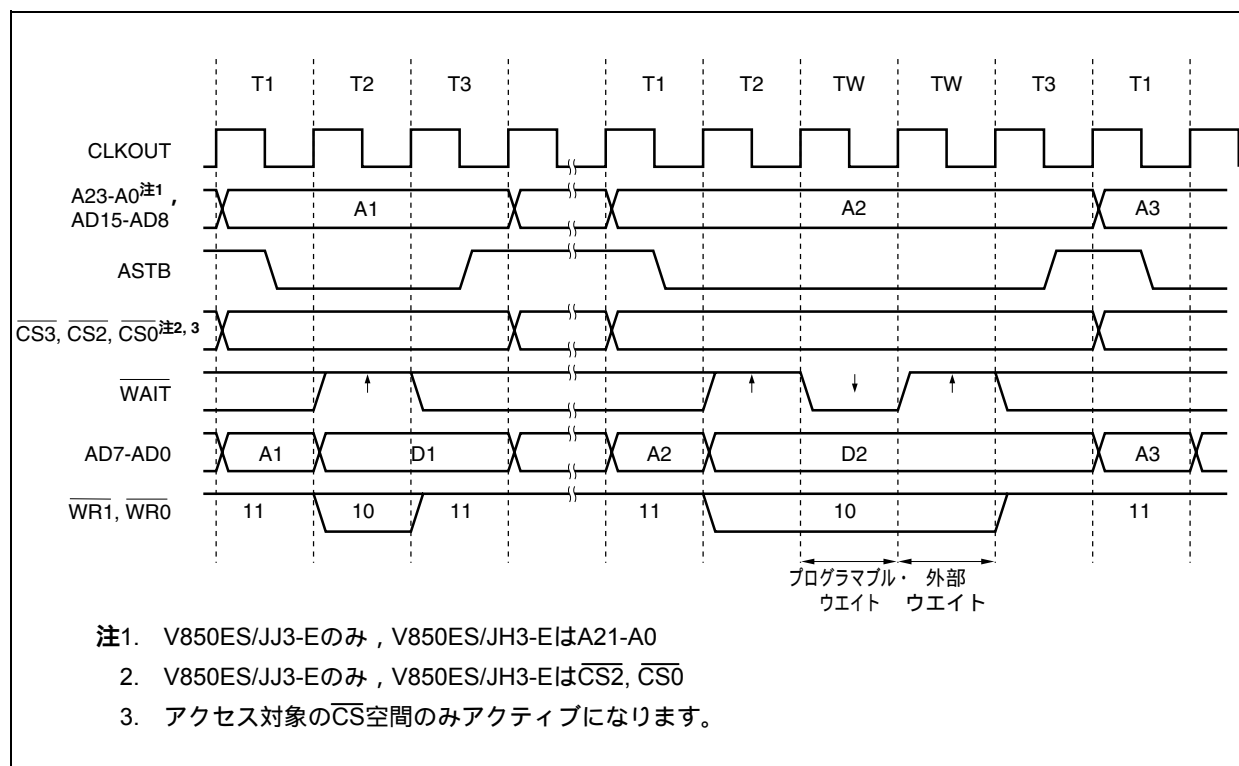 T1 T2 T3 T1 T2 TW TW T3 T1
CLKOUT
A23-A0注1 ,
AD15-AD8
A1 A2 A3
ASTB
CS3, CS2, CS0注2, 3
WAIT
AD7-AD0 A1 D1 A2 D2 A3
WR1, WR0 11 10 11 11 10 11
プログラマブル・ 外部
ウエイト ウエイト
注1. V850ES/JJ3-Eのみ , V850ES/JH3-EはA21-A0
2. V850ES/JJ3-Eのみ , V850ES/JH3-EはCS2, CS0
3. アクセス対象のCS空間のみアクティブになります。